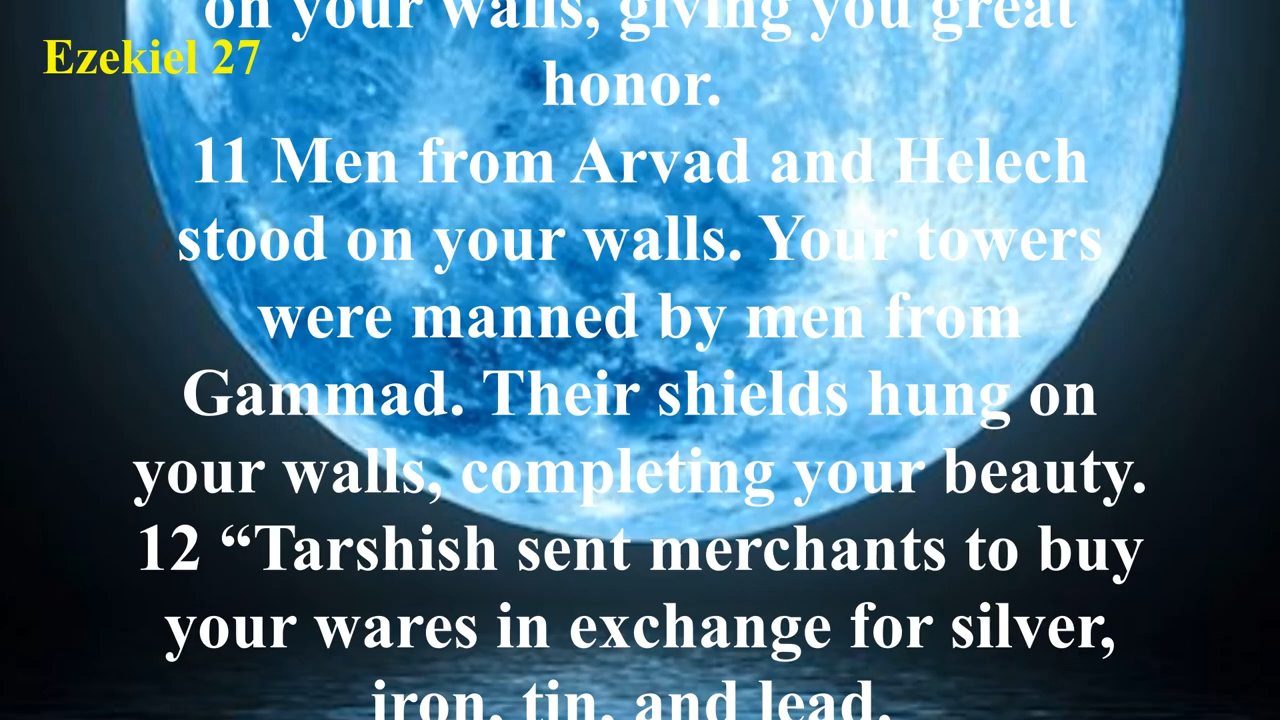 on your walls, giving you great
Ezekiel 27
honor.
11 Men from Arvad and Helech
stood on your walls. Your towers
were manned by men from
Gammad. Their shields hung on
your walls, completing your beauty.
12 “Tarshish sent merchants to buy
your wares in exchange for silver,
iron, tin, and lead.